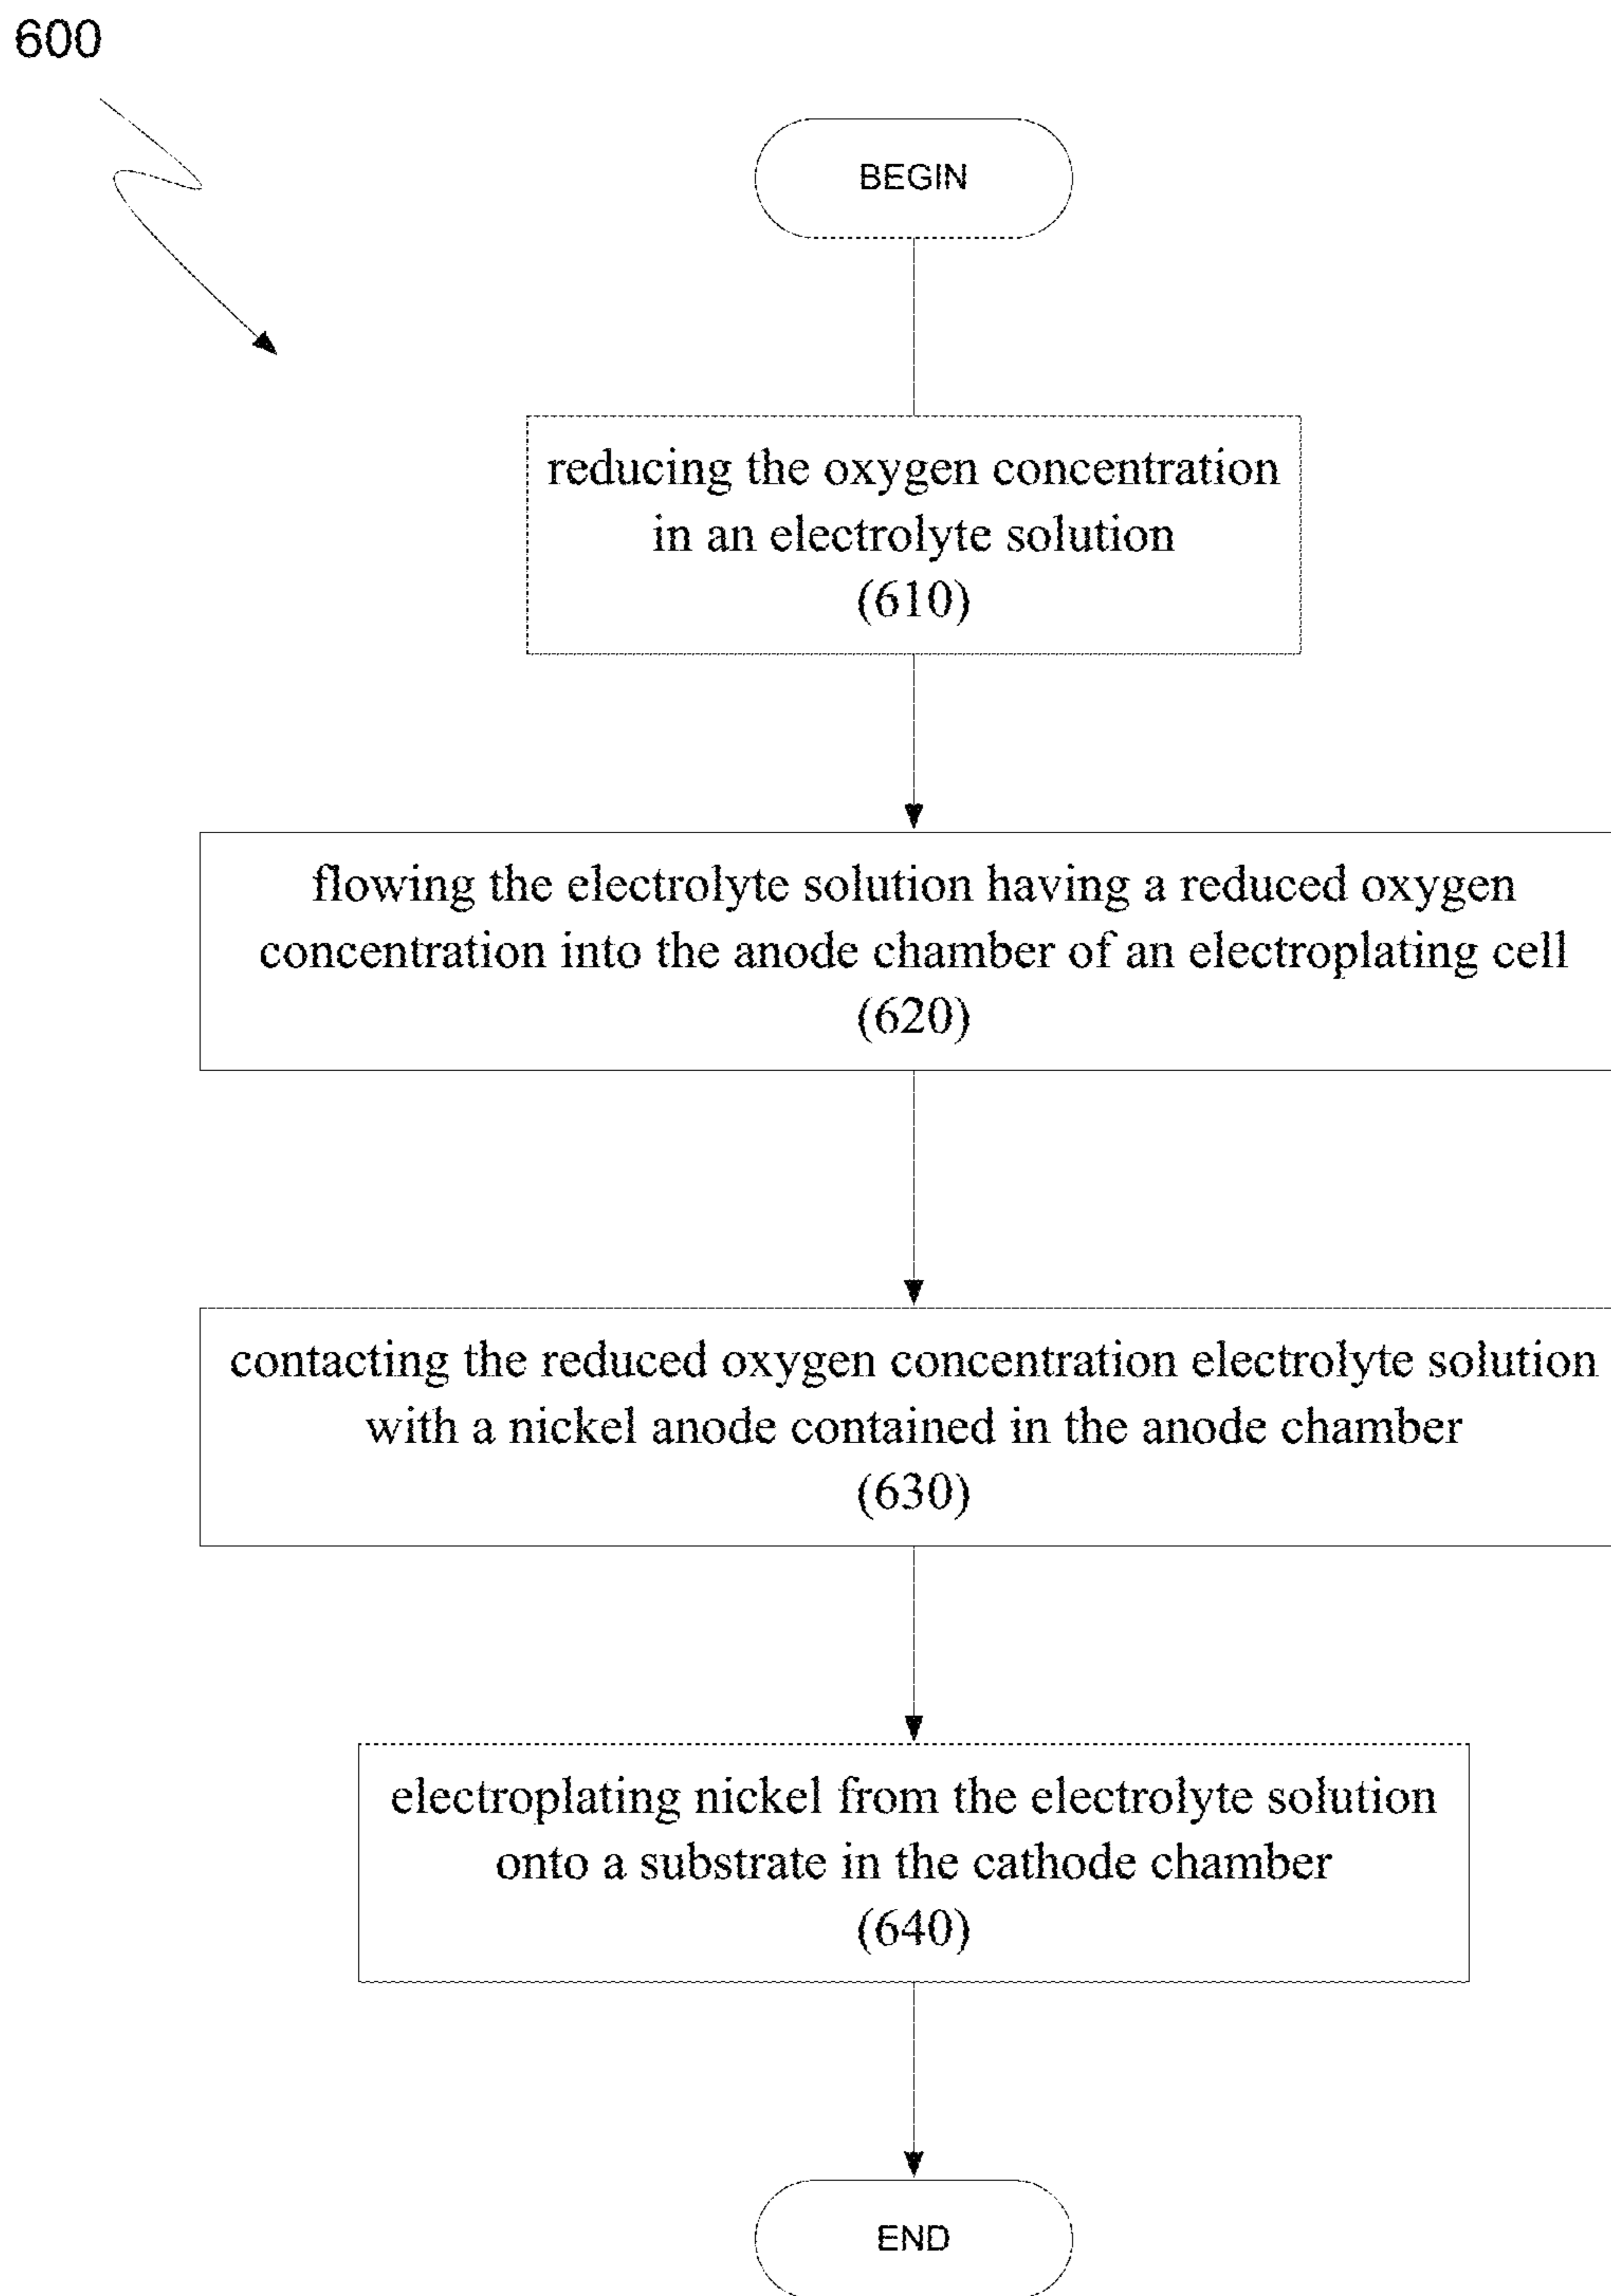 600
BEGIN
reducing the oxygen concentration
in an electrolyte solution
(610)
flowing the electrolyte solution having a reduced oxygen
concentration into the anode chamber of an electroplating cell
(620)
contacting the reduced oxygen concentration electrolyte solution
with a nickel anode contained in the anode chamber
(630)
electroplating nickel from the electrolyte solution
onto a substrate in the cathode chamber
(640)
END